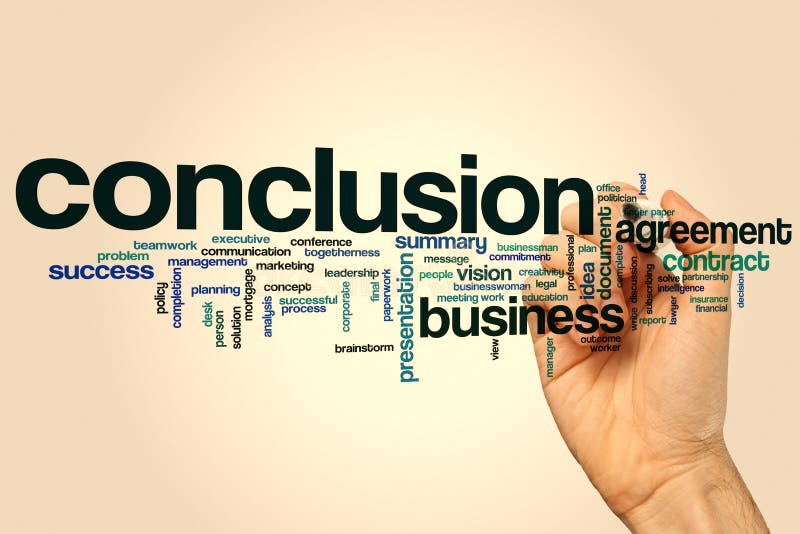 conclusion
office
politician
head
teamwork
executive
conference
summary
businessman
plan
document
paper
agreement
problem
communication
togetherness
message
commitment
professional
idea
complete
contract
success
management
marketing
leadership
people
vision
creativity
discussion
subscribing
solve
partnership
policy
completion
planning
mortgage
concept
corporate
final
paperwork
presentation
businesswoman
legal
intelligence
decision
desk
person
solution
analysis
successful
process
meeting
work
education
business
write
report
lawyer
insurance
financial
brainstorm
view
manager
outcome
worker